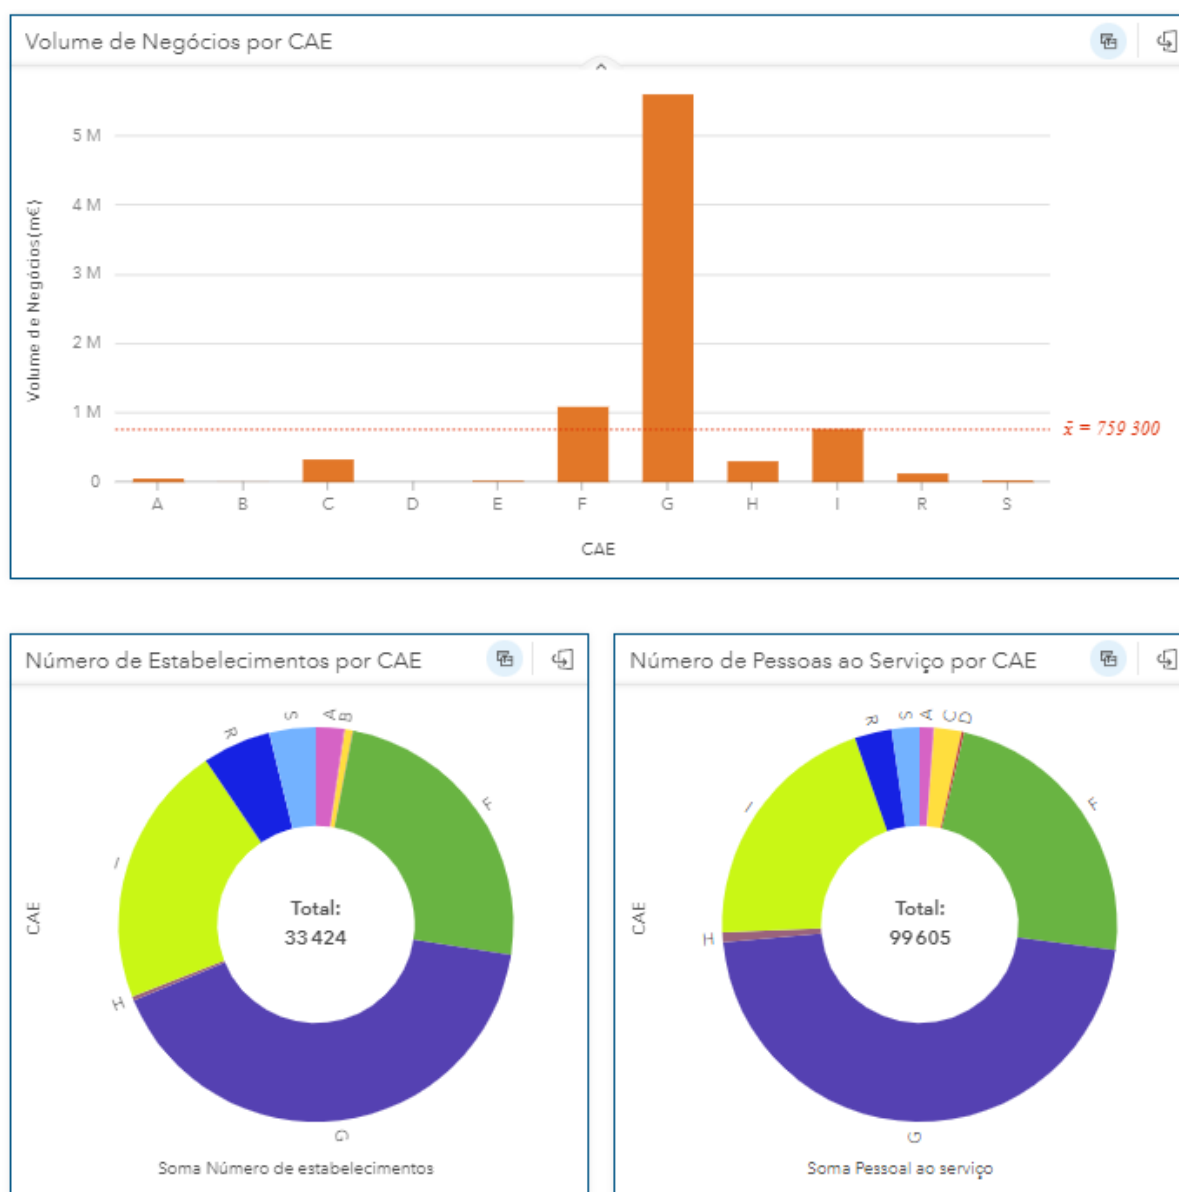 Volume de Negócios por CAE
5 M
4 M
3 M
2 M
1 M
0
Volume de Negócios(m€)
x̄ = 759 300
A B C D E F G H I R S
CAE
Número de Estabelecimentos por CAE
S A B
R
F
I
CAE
H
G
Total:
33 424
Soma Número de estabelecimentos
Número de Pessoas ao Serviço por CAE
R S A C D
F
I
CAE
H
G
Total:
99 605
Soma Pessoal ao serviço